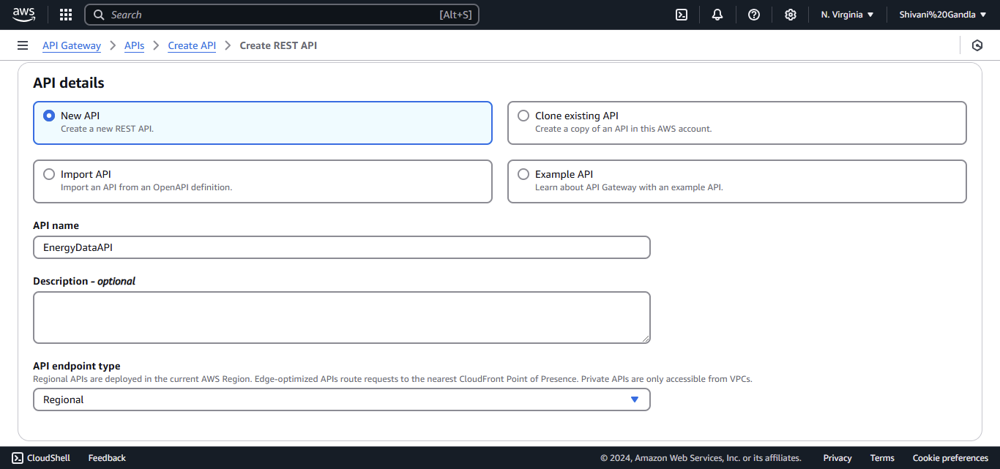 aws
Search [Alt+S]
N. Virginia
Shivani%20Gandla
API Gateway > APIs > Create API > Create REST API
API details
New API
Create a new REST API.
Clone existing API
Create a copy of an API in this AWS account.
Import API
Import an API from an OpenAPI definition.
Example API
Learn about API Gateway with an example API.
API name
EnergyDataAPI
Description - optional
API endpoint type
Regional APIs are deployed in the current AWS Region. Edge-optimized APIs route requests to the nearest CloudFront Point of Presence. Private APIs are only accessible from VPCs.
Regional
CloudShell Feedback © 2024, Amazon Web Services, Inc. or its affiliates. Privacy Terms Cookie preferences